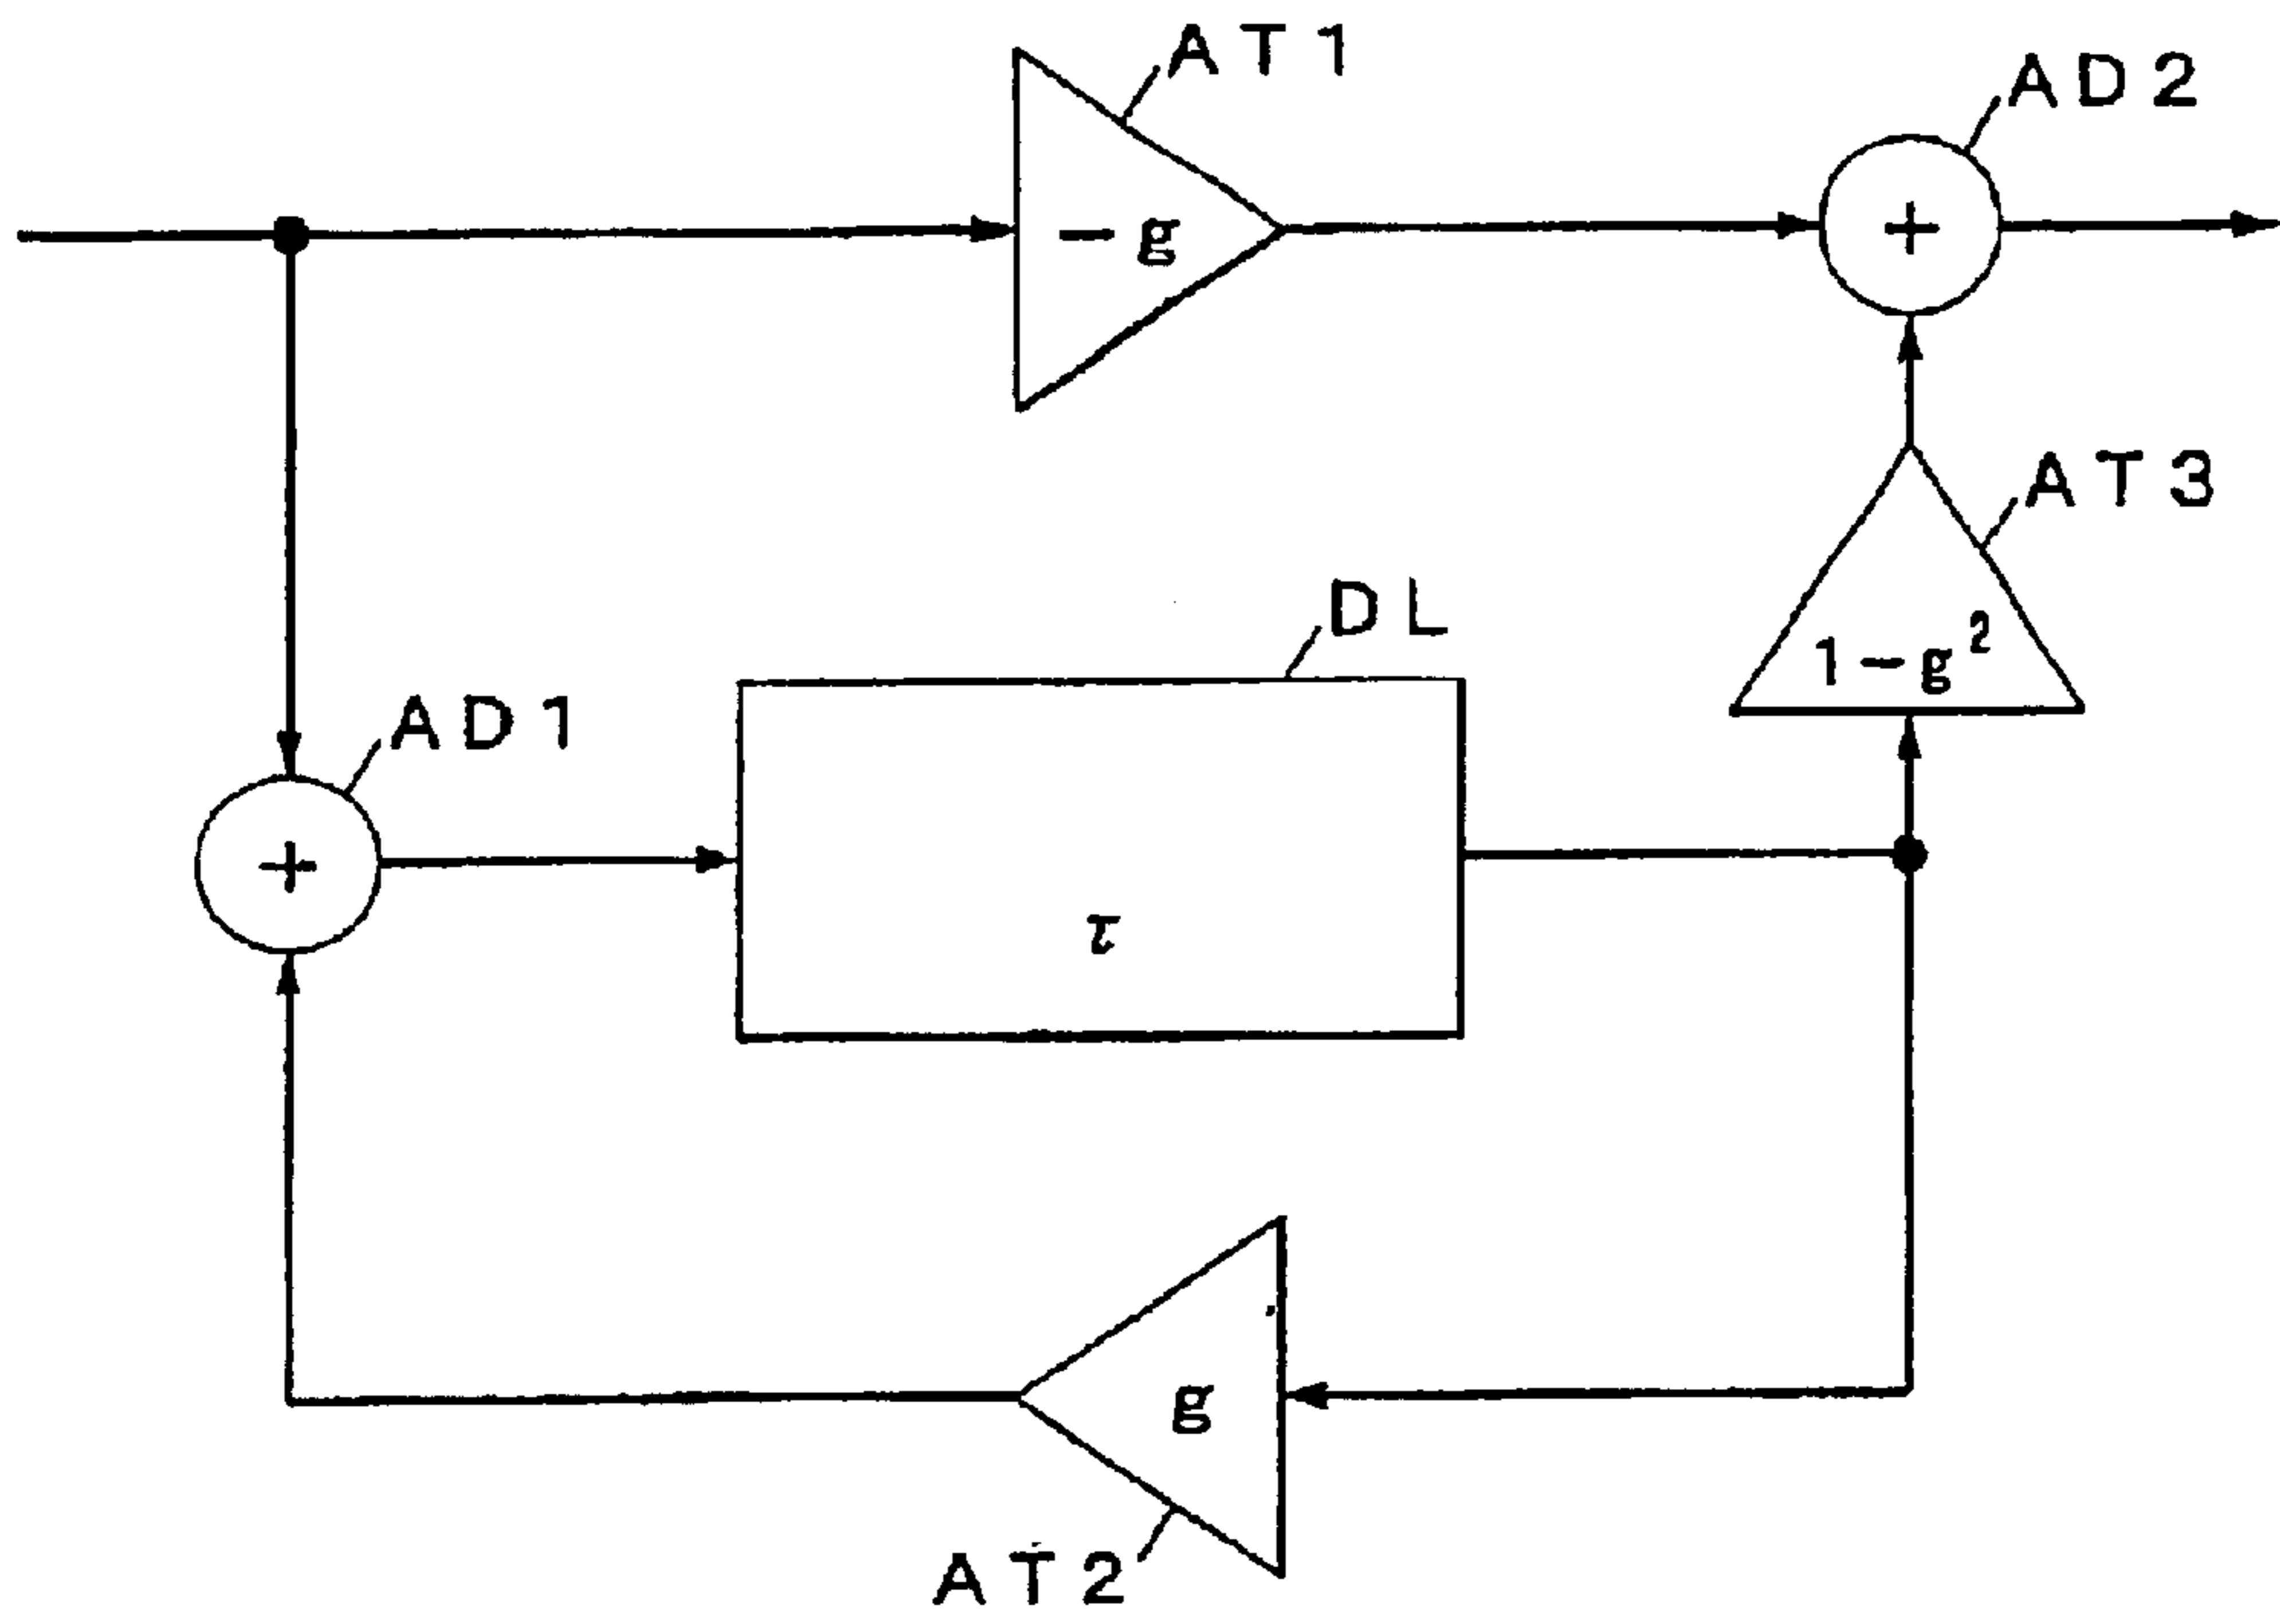 AT1
AD2
-g
AT3
DL
1-g²
AD1
+
+
τ
g
AT2